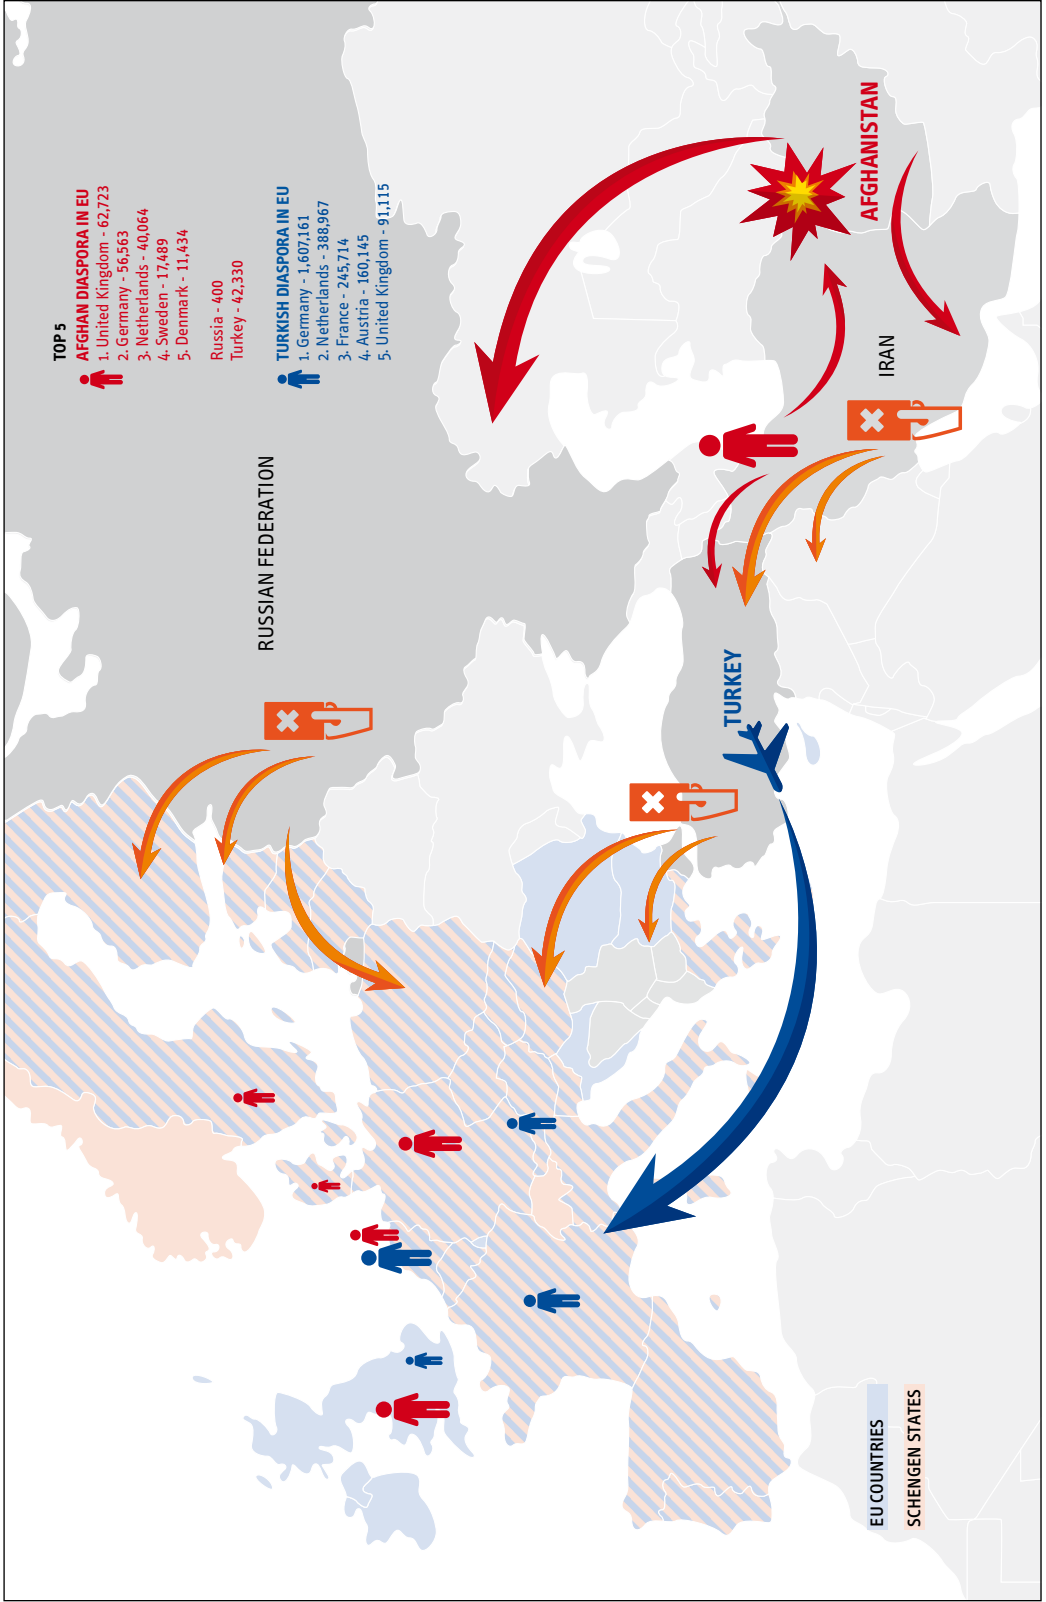 TOP 5
AFGHAN DIASPORA IN EU
1. United Kingdom - 62,723
2. Germany - 56,563
3. Netherlands - 40,064
4. Sweden - 17,489
5. Denmark - 11,434
Russia - 400
Turkey - 42,330
TURKISH DIASPORA IN EU
1. Germany - 1,607,161
2. Netherlands - 388,967
3. France - 245,714
4. Austria - 160,145
5. United Kingdom - 91,115
RUSSIAN FEDERATION
TURKEY
AFGHANISTAN
IRAN
EU COUNTRIES
SCHENGEN STATES